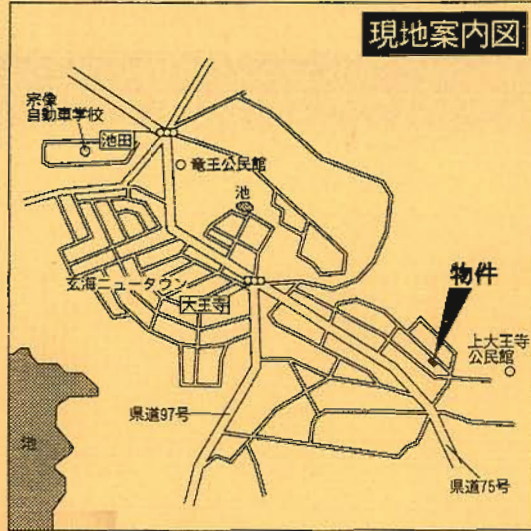 現地案内図
宗像
自動車学校
池田
竜王公民館
池
玄海ニュータウン
大王寺
物件
上大王寺
公民館
県道97号
池
県道75号